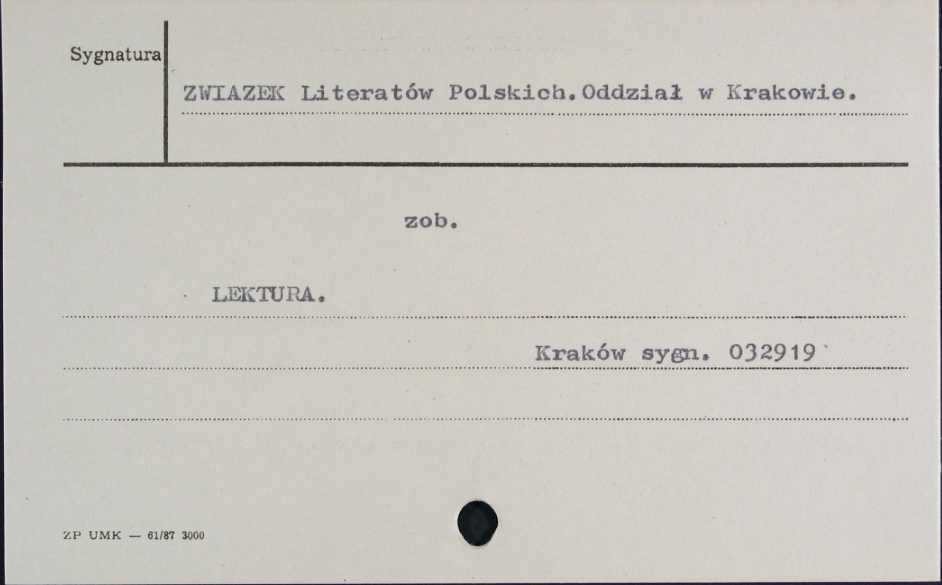 Sygnatura
ZWIAZEK Literatów Polskich.Oddział w Krakowie.
zob.
LEKTURA.
Kraków sygn. 032919
ZP UMK — 61/87 3000